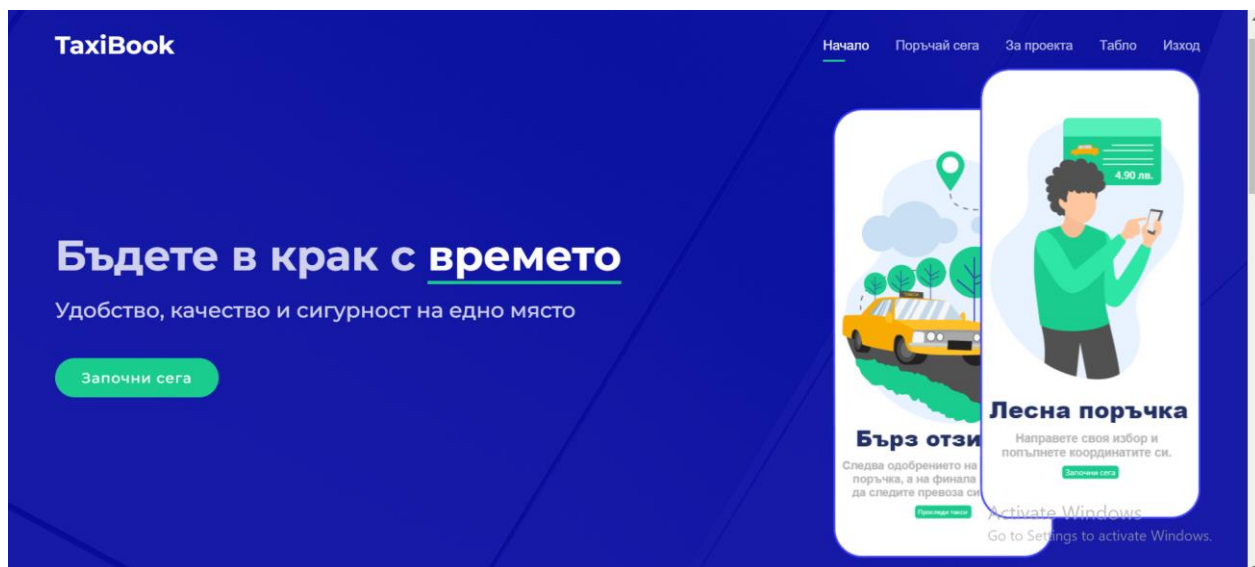 TaxiBook
Начало Поръчай сега За проекта Табло Изход
Бъдете в крак с времето
Удобство, качество и сигурност на едно място
Започни сега
4.90 лв.
Лесна поръчка
Направете своя избор и
попълнете координатите си.
Започни сега
ТАКСИ
Бърз отзи
Следва одобрението на
поръчка, а на финала
да следите превоза си
Проследи такси
Activate Windows
Go to Settings to activate Windows.